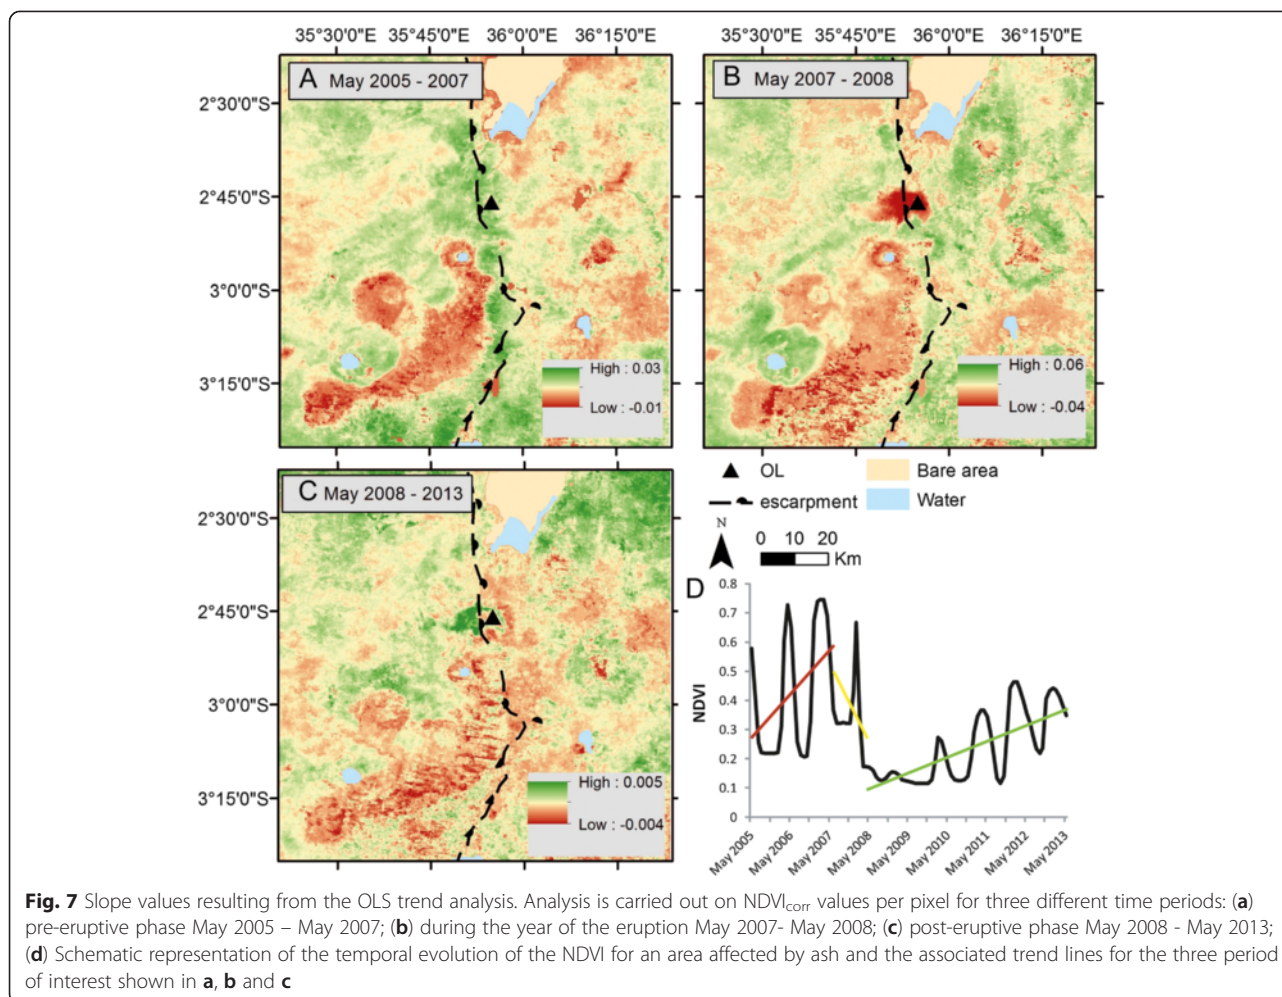 35°30'0"E 35°45'0"E 36°0'0"E 36°15'0"E
35°30'0"E 35°45'0"E 36°0'0"E 36°15'0"E
A May 2005 - 2007
B May 2007 - 2008
2°30'0"S
2°45'0"S
3°0'0"S
3°15'0"S
High : 0.03
Low : -0.01
High : 0.06
Low : -0.04
C May 2008 - 2013
2°30'0"S
2°45'0"S
3°0'0"S
3°15'0"S
High : 0.005
Low : -0.004
OL
Bare area
escarpment
Water
N
0 10 20
Km
D
NDVI
0.8
0.7
0.6
0.5
0.4
0.3
0.2
0.1
0
May 2005
May 2006
May 2007
May 2008
May 2009
May 2010
May 2011
May 2012
May 2013
Fig. 7 Slope values resulting from the OLS trend analysis. Analysis is carried out on NDVIcorr values per pixel for three different time periods: (a)
pre-eruptive phase May 2005 – May 2007; (b) during the year of the eruption May 2007- May 2008; (c) post-eruptive phase May 2008 - May 2013;
(d) Schematic representation of the temporal evolution of the NDVI for an area affected by ash and the associated trend lines for the three period
of interest shown in a, b and c